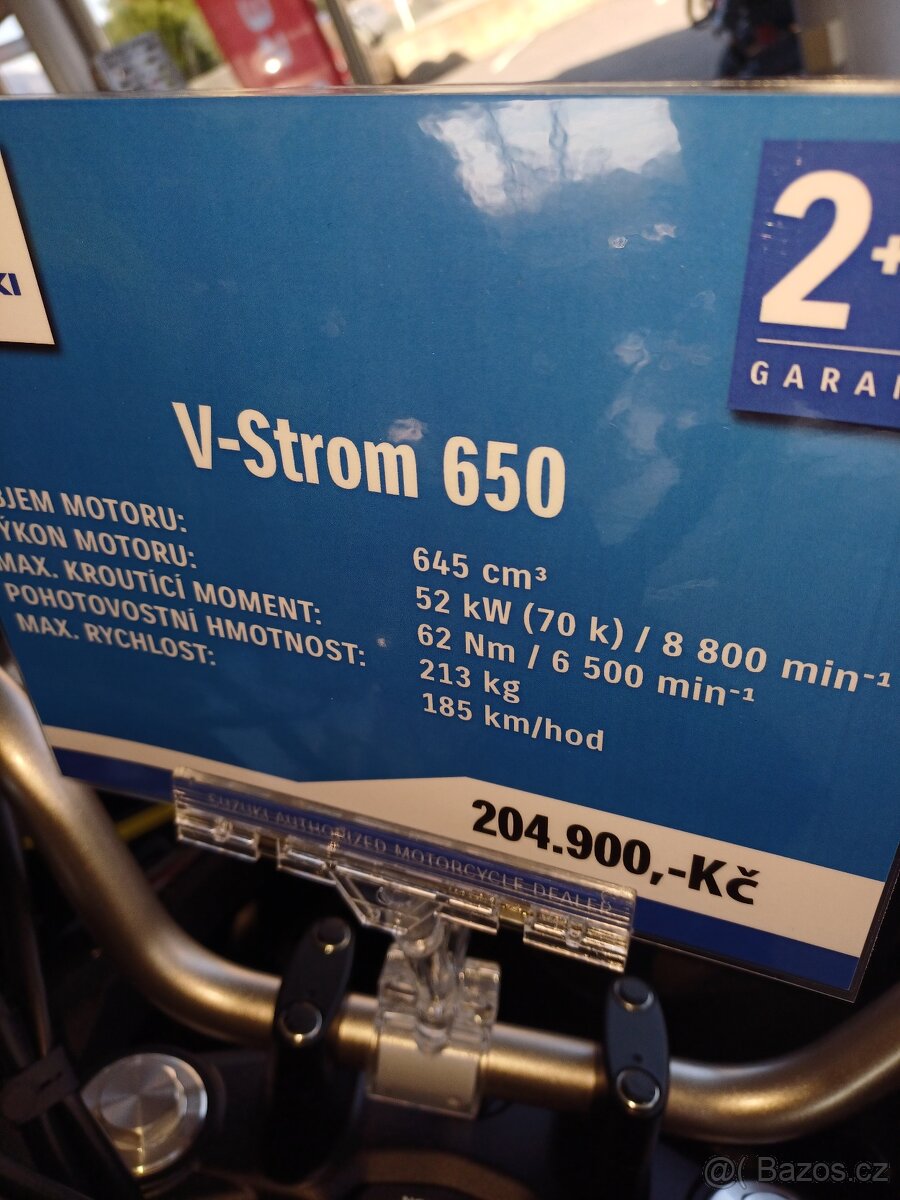 KI
2+
GARAN
V-Strom 650
BJEM MOTORU: 645 cm³
ÝKON MOTORU: 52 kW (70 k) / 8 800 min⁻¹
MAX. KROUTÍCÍ MOMENT: 62 Nm / 6 500 min⁻¹
POHOTOVOSTNÍ HMOTNOST: 213 kg
MAX. RYCHLOST: 185 km/hod
204.900,-Kč
SUZUKI AUTHORIZED MOTORCYCLE DEALER
@( Bazos.cz